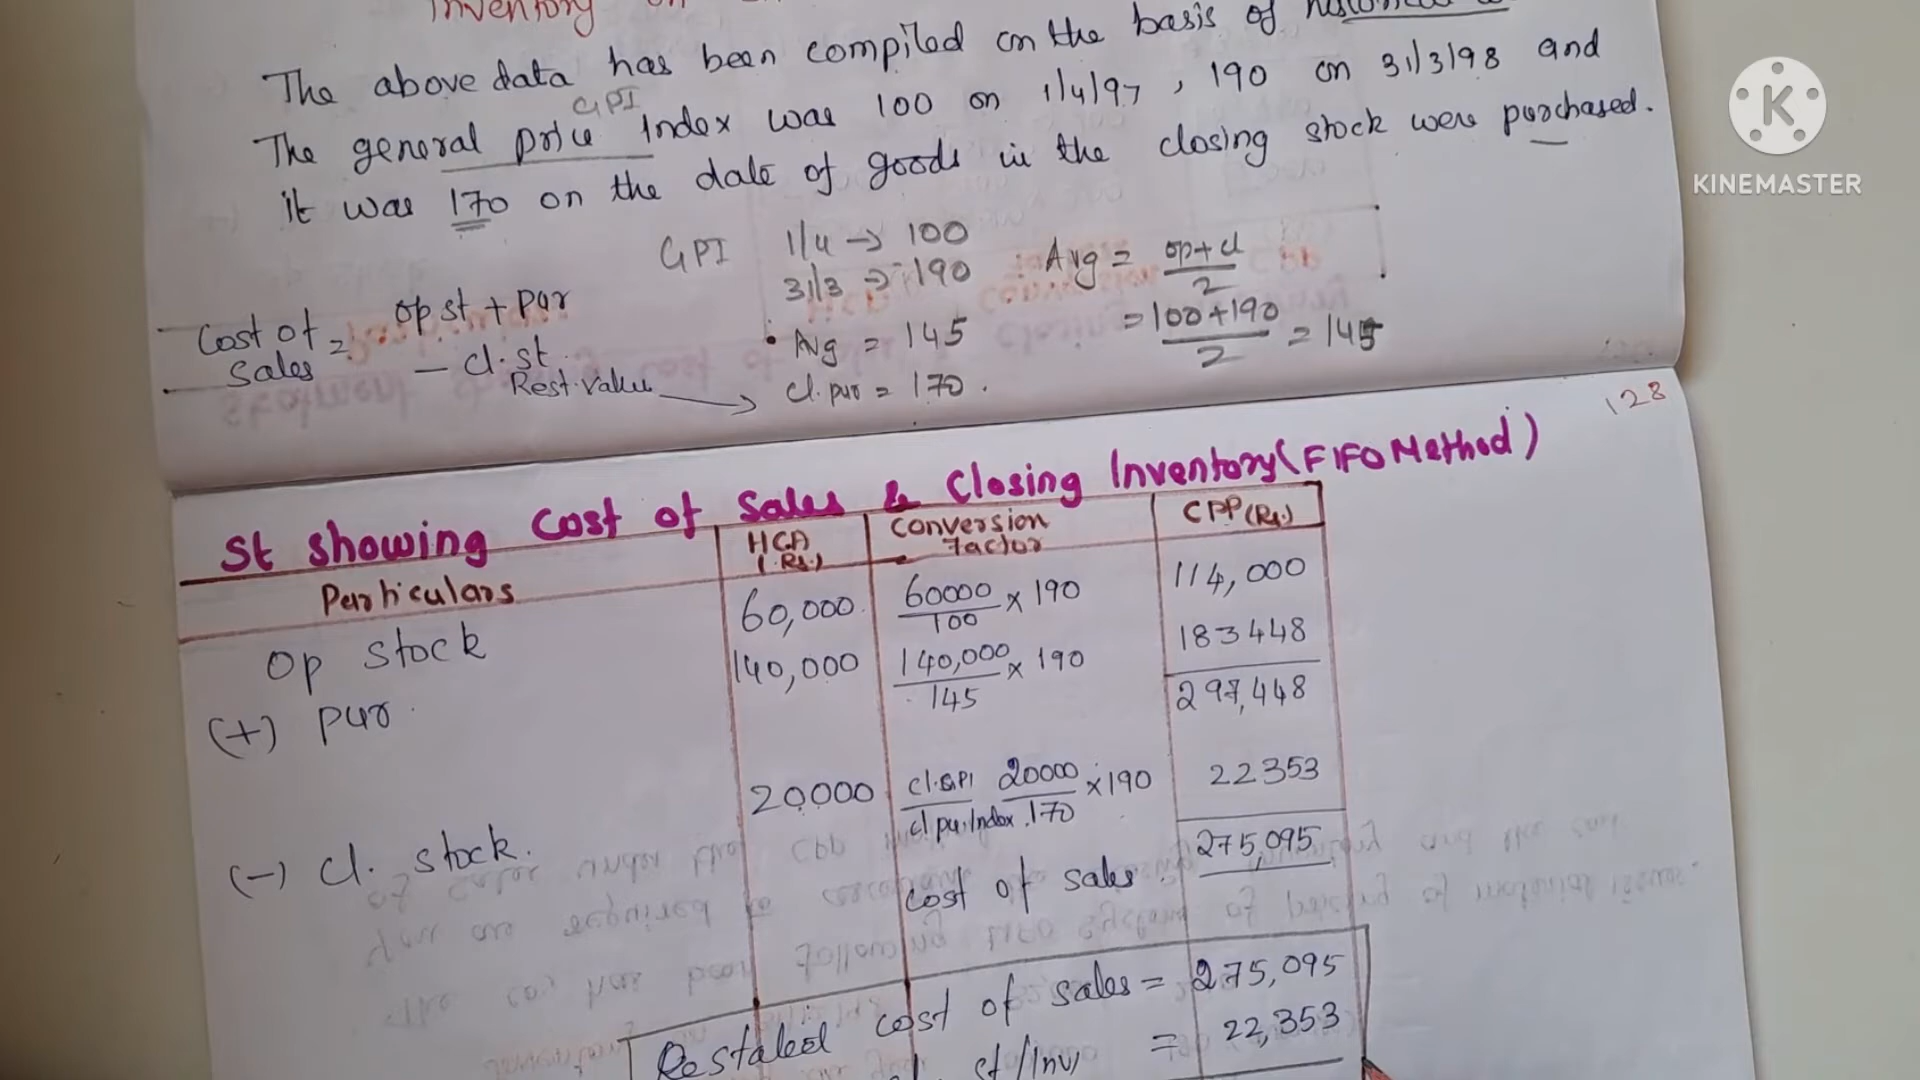 Inventory
The above data has been compiled on the basis of
GPI
The general price Index was 100 on 1/4/97, 190 on 31/3/98 and
it was 170 on the date of goods in the closing stock were purchased.
GPI 1/4 → 100
31/3 → 190
Avg = 145
cl. pur = 170.
Avg = op + cl / 2
= 100 + 190 / 2 = 145
Cost of Sales = op st + pur
- cl. st
Rest. value
128
St showing Cost of Sales & Closing Inventory (FIFO Method)
Particulars HCA (Rs.) Conversion Factor CPP (Rs.)
Op stock 60,000 60000/100 × 190 114,000
(+) pur. 140,000 140,000/145 × 190 183448
297,448
(-) Cl. stock. 20000 cl. GPI / cl pur. Index 20000/170 × 190 22353
cost of sales 275,095
Restated cost of sales = 275,095
st/Inv = 22,353
KINEMASTER